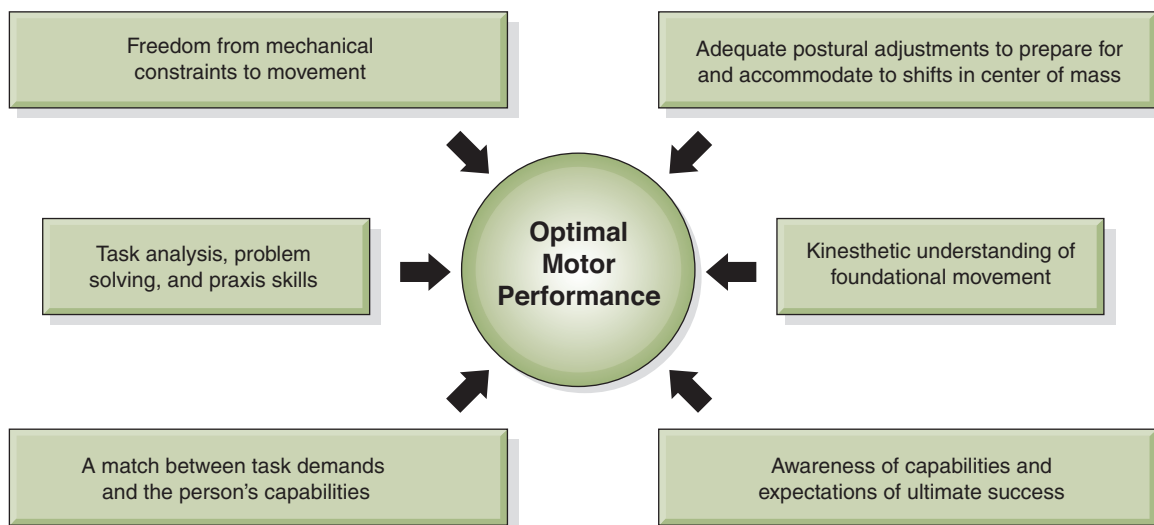 Freedom from mechanical
constraints to movement
Adequate postural adjustments to prepare for
and accommodate to shifts in center of mass
Task analysis, problem
solving, and praxis skills
Optimal
Motor
Performance
Kinesthetic understanding of
foundational movement
A match between task demands
and the person's capabilities
Awareness of capabilities and
expectations of ultimate success